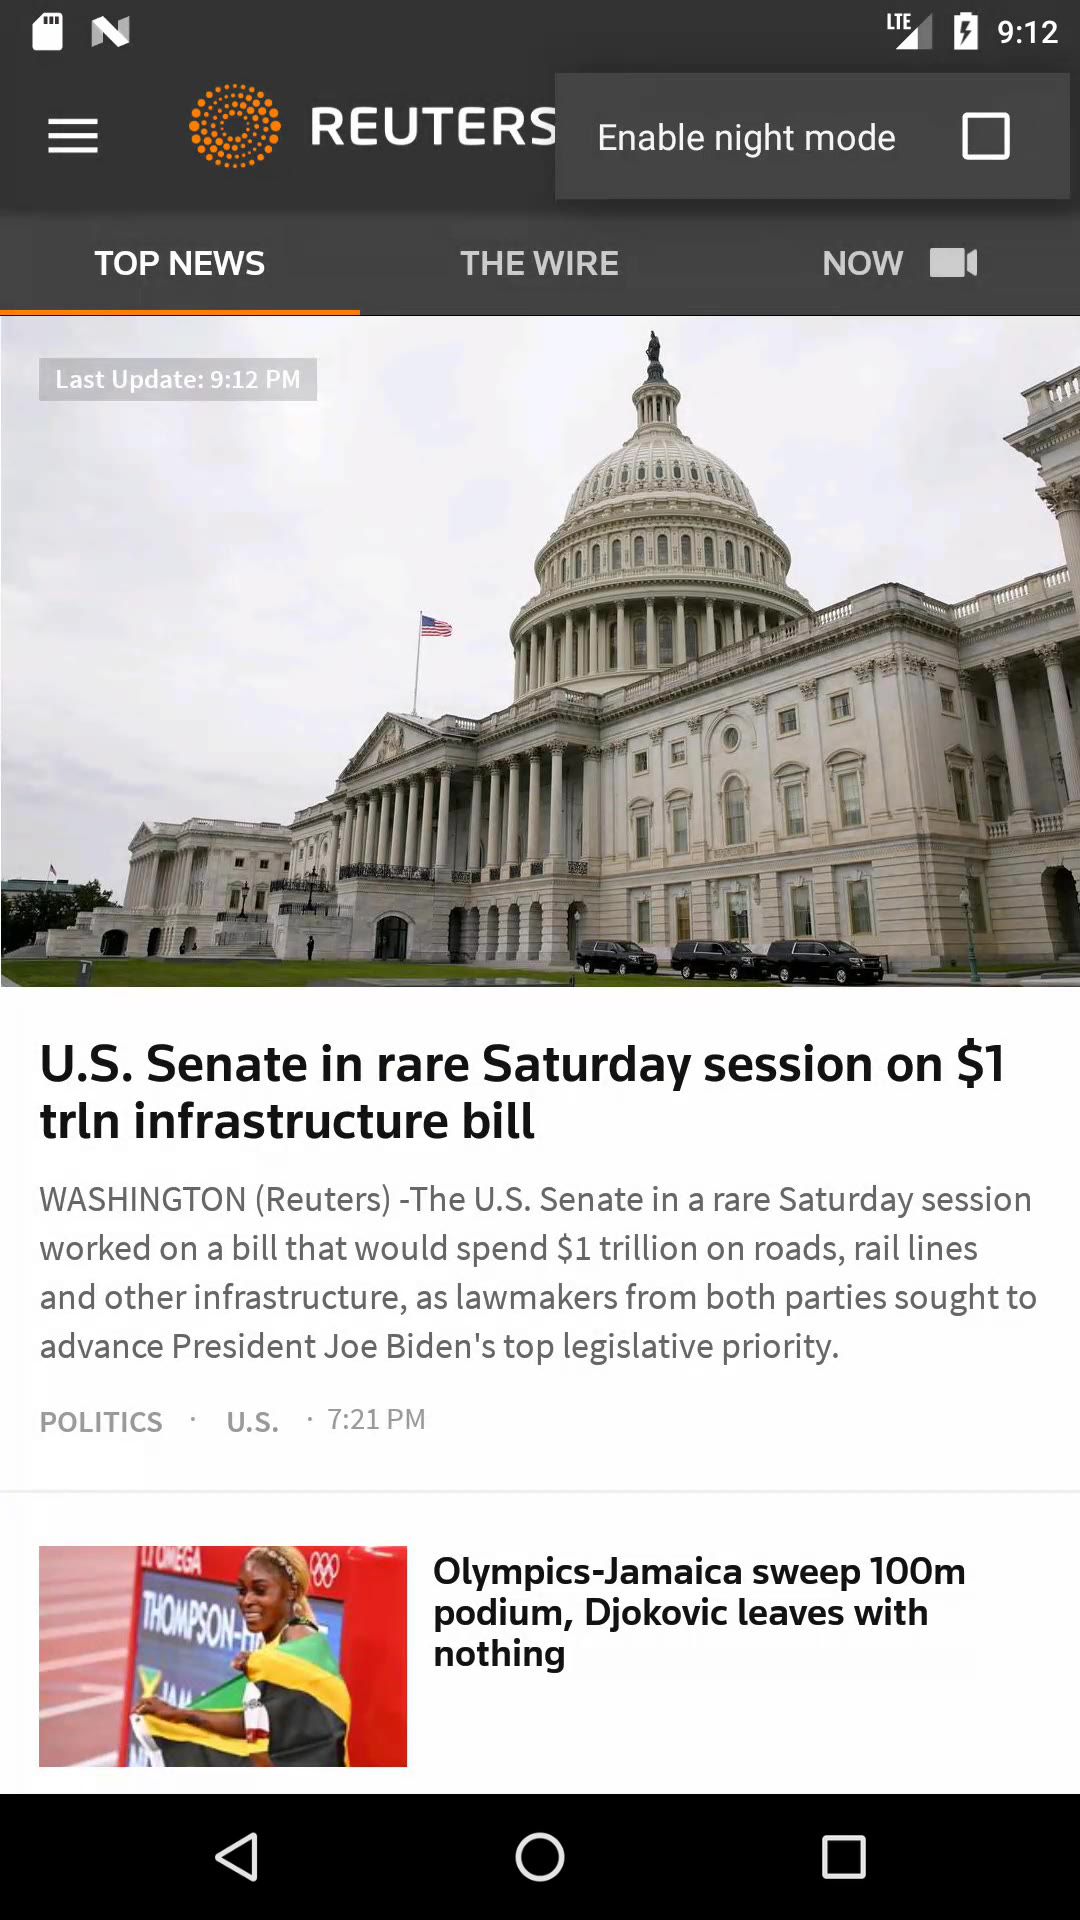 LTE 9:12
REUTERS
Enable night mode
TOP NEWS THE WIRE NOW
Last Update: 9:12 PM
U.S. Senate in rare Saturday session on $1
trln infrastructure bill
WASHINGTON (Reuters) -The U.S. Senate in a rare Saturday session
worked on a bill that would spend $1 trillion on roads, rail lines
and other infrastructure, as lawmakers from both parties sought to
advance President Joe Biden's top legislative priority.
POLITICS · U.S. · 7:21 PM
OMEGA
THOMPSON-H
JAM
Olympics-Jamaica sweep 100m
podium, Djokovic leaves with
nothing